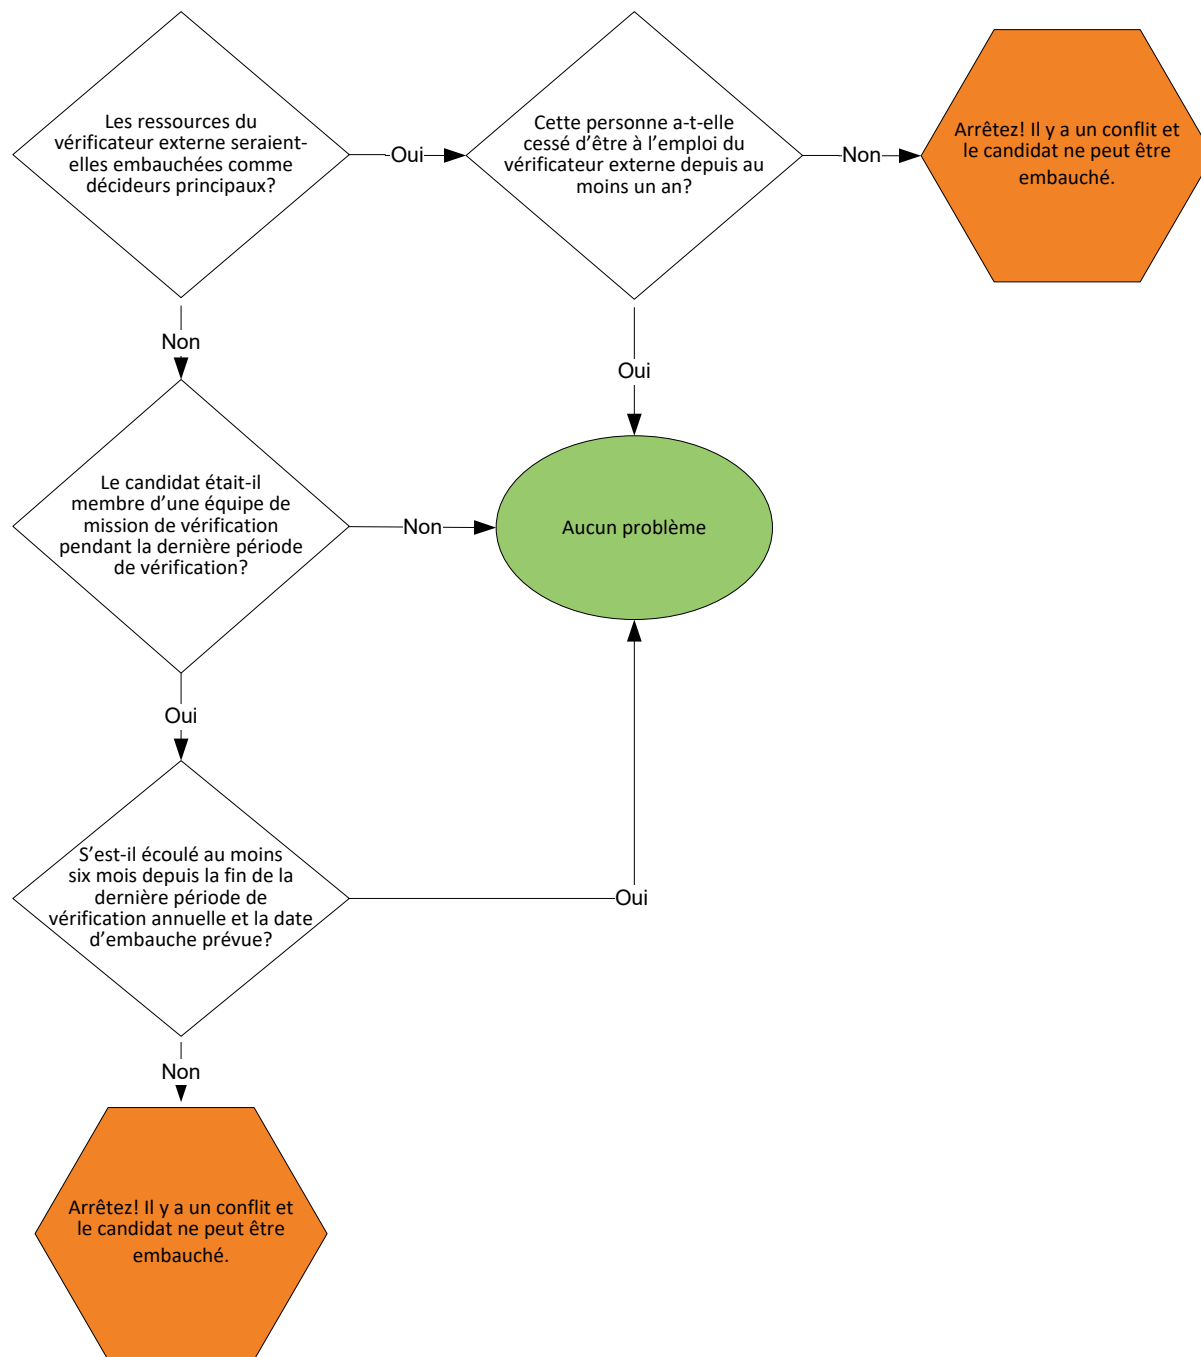 Les ressources du
vérificateur externe seraient-
elles embauchées comme
décideurs principaux?
Oui
Cette personne a-t-elle
cessé d’être à l’emploi du
vérificateur externe depuis au
moins un an?
Non
Arrêtez! Il y a un conflit et
le candidat ne peut être
embauché.
Non
Oui
Le candidat était-il
membre d’une équipe de
mission de vérification
pendant la dernière période
de vérification?
Non
Aucun problème
Oui
S’est-il écoulé au moins
six mois depuis la fin de la
dernière période de
vérification annuelle et la date
d’embauche prévue?
Oui
Non
Arrêtez! Il y a un conflit et
le candidat ne peut être
embauché.